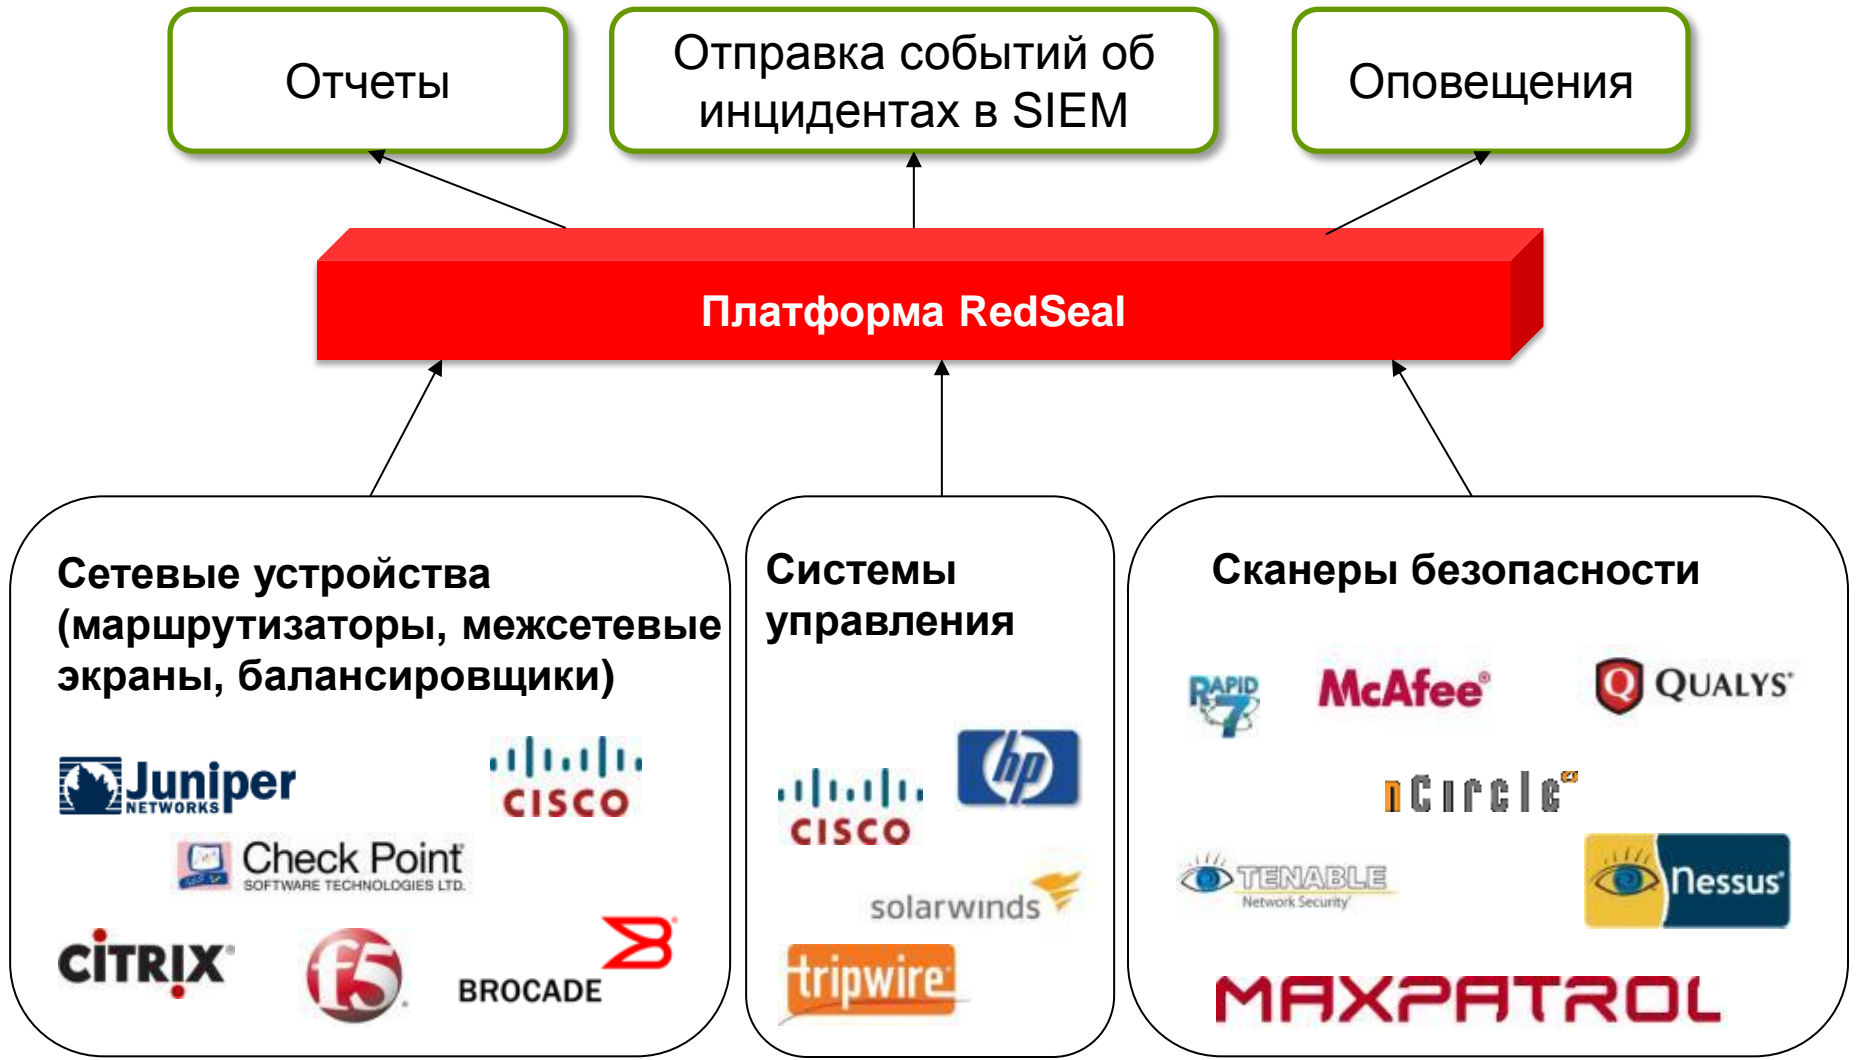 Отчеты
Отправка событий об
инцидентах в SIEM
Оповещения
Платформа RedSeal
Сетевые устройства
(маршрутизаторы, межсетевые
экраны, балансировщики)
Juniper
NETWORKS
CISCO
Check Point
SOFTWARE TECHNOLOGIES LTD.
CITRIX®
f5
BROCADE
Системы
управления
hp
CISCO
solarwinds
tripwire
Сканеры безопасности
RAPID
7
McAfee®
QUALYS®
nCircle
TENABLE
Network Security®
Nessus®
MAXPATROL